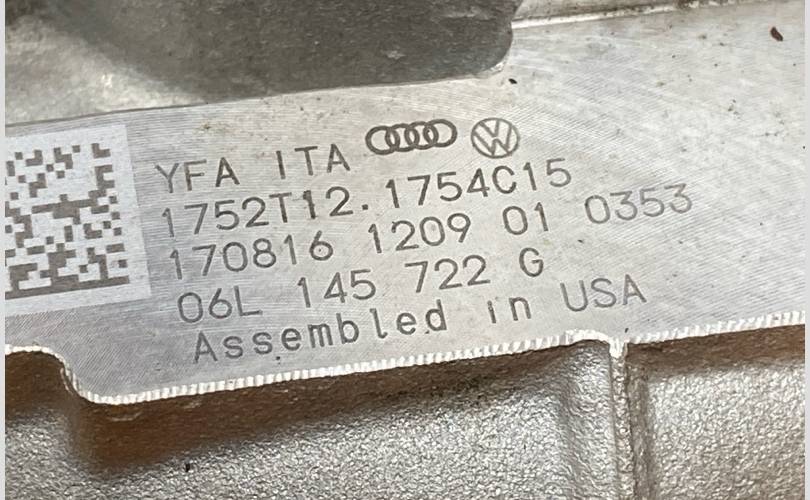 YFA ITA
1752T12.1754C15
170816 1209 01 0353
06L 145 722 G
Assembled in USA